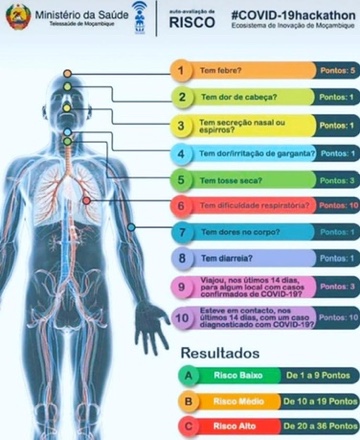 Ministério da Saúde
Telessaúde de Moçambique
auto-avaliação de
RISCO
#COVID-19hackathon
Ecosistema de Inovação de Moçambique
1 Tem febre? Pontos: 5
2 Tem dor de cabeça? Pontos: 1
3 Tem secreção nasal ou
espirros? Pontos: 1
4 Tem dor/irritação de garganta? Pontos: 1
5 Tem tosse seca? Pontos: 3
6 Tem dificuldade respiratória? Pontos: 10
7 Tem dores no corpo? Pontos: 1
8 Tem diarreia? Pontos: 1
9 Viajou, nos útimos 14 dias,
para algum local com casos
confirmados de COVID-19? Pontos: 3
10 Esteve em contacto, nos
últimos 14 dias, com um caso
diagnosticado com COVID-19? Pontos: 10
Resultados
A Risco Baixo De 1 a 9 Pontos
B Risco Médio De 10 a 19 Pontos
C Risco Alto De 20 a 36 Pontos